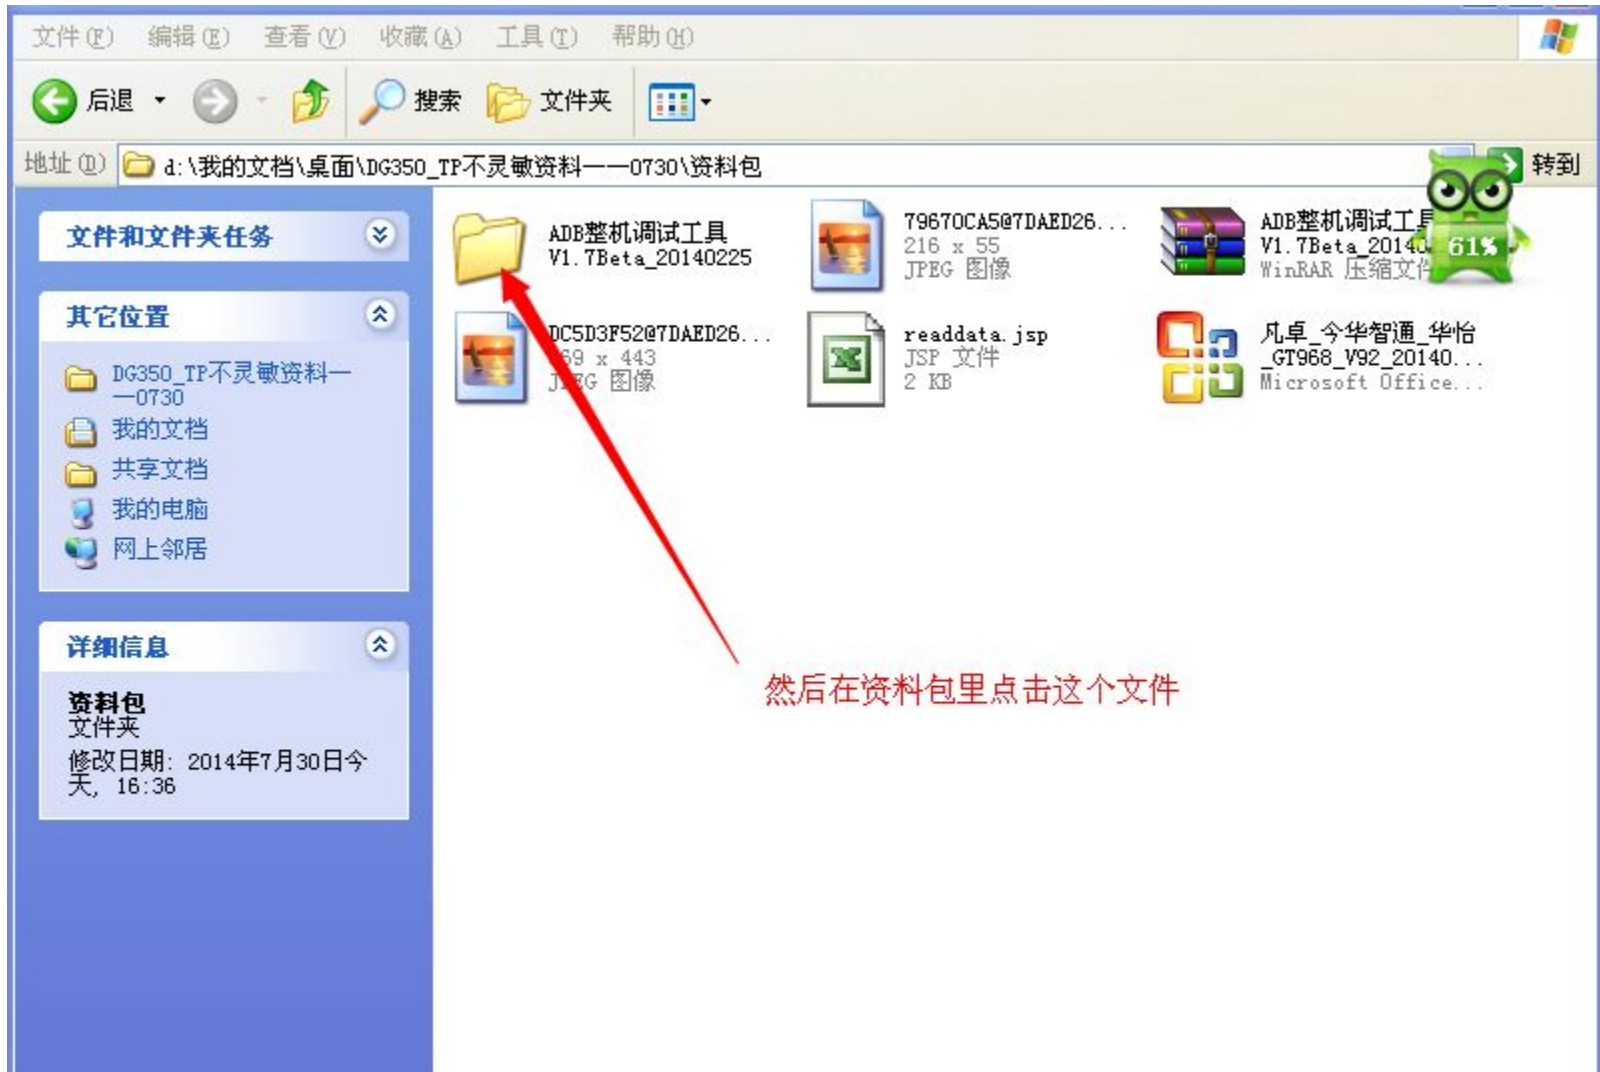 文件(F) 编辑(E) 查看(V) 收藏(A) 工具(T) 帮助(H)
后退 搜索 文件夹
地址(D) d:\我的文档\桌面\DG350_TP不灵敏资料——0730\资料包 转到
文件和文件夹任务
其它位置
DG350_TP不灵敏资料—
—0730
我的文档
共享文档
我的电脑
网上邻居
详细信息
资料包
文件夹
修改日期: 2014年7月30日今
天, 16:36
ADB整机调试工具
V1.7Beta_20140225
79670CA5@7DAED26...
216 x 55
JPEG 图像
ADB整机调试工具
V1.7Beta_20140
WinRAR 压缩文件
61%
DC5D3F52@7DAED26...
69 x 443
JPEG 图像
readdata.jsp
JSP 文件
2 KB
凡卓_今华智通_华怡
_GT968_V92_20140...
Microsoft Office...
然后在资料包里点击这个文件